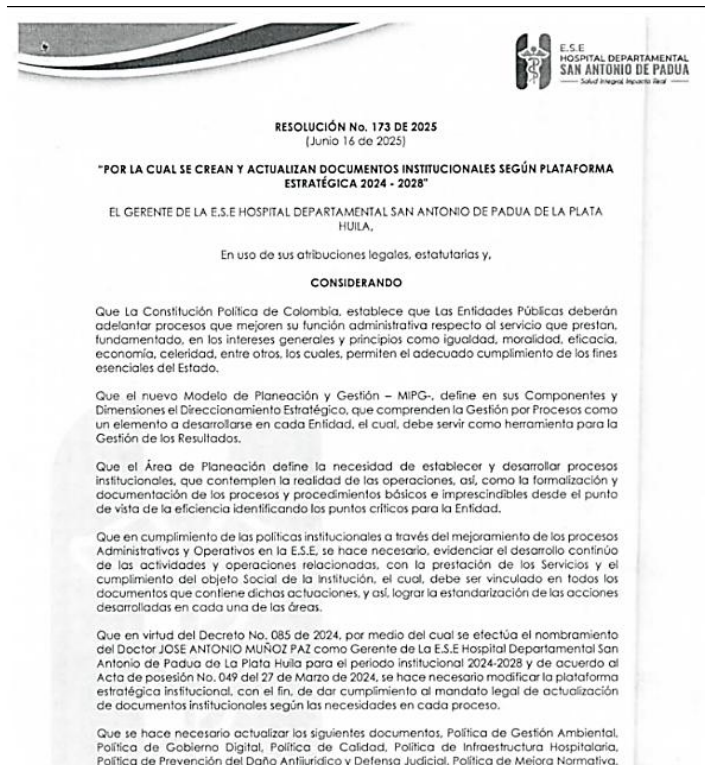 E.S.E
HOSPITAL DEPARTAMENTAL
SAN ANTONIO DE PADUA
Salud Integral, Impacto Real
RESOLUCIÓN No. 173 DE 2025
(Junio 16 de 2025)
"POR LA CUAL SE CREAN Y ACTUALIZAN DOCUMENTOS INSTITUCIONALES SEGÚN PLATAFORMA
ESTRATÉGICA 2024 - 2028"
EL GERENTE DE LA E.S.E HOSPITAL DEPARTAMENTAL SAN ANTONIO DE PADUA DE LA PLATA
HUILA,
En uso de sus atribuciones legales, estatutarias y,
CONSIDERANDO
Que La Constitución Política de Colombia, establece que Las Entidades Públicas deberán
adelantar procesos que mejoren su función administrativa respecto al servicio que prestan,
fundamentado, en los intereses generales y principios como igualdad, moralidad, eficacia,
economía, celeridad, entre otros, los cuales, permiten el adecuado cumplimiento de los fines
esenciales del Estado.
Que el nuevo Modelo de Planeación y Gestión – MIPG-, define en sus Componentes y
Dimensiones el Direccionamiento Estratégico, que comprenden la Gestión por Procesos como
un elemento a desarrollarse en cada Entidad, el cual, debe servir como herramienta para la
Gestión de los Resultados.
Que el Área de Planeación define la necesidad de establecer y desarrollar procesos
institucionales, que contemplen la realidad de las operaciones, así, como la formalización y
documentación de los procesos y procedimientos básicos e imprescindibles desde el punto
de vista de la eficiencia identificando los puntos críticos para la Entidad.
Que en cumplimiento de las políticas institucionales a través del mejoramiento de los procesos
Administrativos y Operativos en la E.S.E, se hace necesario, evidenciar el desarrollo continúo
de las actividades y operaciones relacionadas, con la prestación de los Servicios y el
cumplimiento del objeto Social de la Institución, el cual, debe ser vinculado en todos los
documentos que contiene dichas actuaciones, y así, lograr la estandarización de las acciones
desarrolladas en cada una de las áreas.
Que en virtud del Decreto No. 085 de 2024, por medio del cual se efectúa el nombramiento
del Doctor JOSE ANTONIO MUÑOZ PAZ como Gerente de La E.S.E Hospital Departamental San
Antonio de Padua de La Plata Huila para el periodo institucional 2024-2028 y de acuerdo al
Acta de posesión No. 049 del 27 de Marzo de 2024, se hace necesario modificar la plataforma
estratégica institucional, con el fin, de dar cumplimiento al mandato legal de actualización
de documentos institucionales según las necesidades en cada proceso.
Que se hace necesario actualizar los siguientes documentos, Política de Gestión Ambiental,
Política de Gobierno Digital, Política de Calidad, Política de Infraestructura Hospitalaria,
Política de Prevención del Daño Antijurídico y Defensa Judicial, Política de Mejora Normativa,